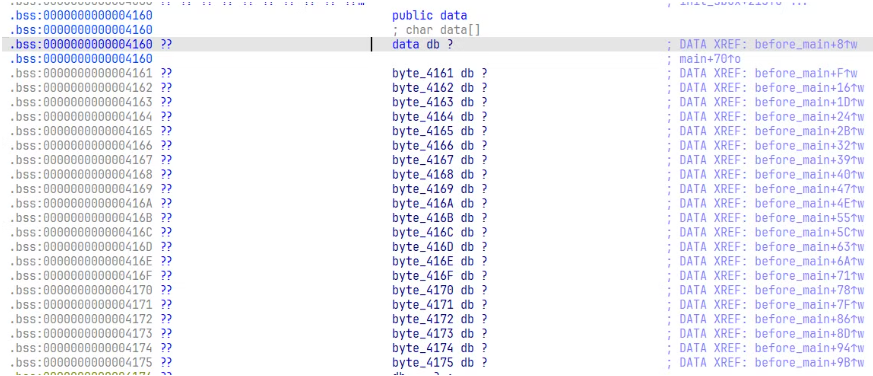 .bss:0000000000004160 public data
.bss:0000000000004160 ; char data[]
.bss:0000000000004160 ?? data db ? ; DATA XREF: before_main+8↑w
.bss:0000000000004160 ; main+70↑o
.bss:0000000000004161 ?? byte_4161 db ? ; DATA XREF: before_main+F↑w
.bss:0000000000004162 ?? byte_4162 db ? ; DATA XREF: before_main+16↑w
.bss:0000000000004163 ?? byte_4163 db ? ; DATA XREF: before_main+1D↑w
.bss:0000000000004164 ?? byte_4164 db ? ; DATA XREF: before_main+24↑w
.bss:0000000000004165 ?? byte_4165 db ? ; DATA XREF: before_main+2B↑w
.bss:0000000000004166 ?? byte_4166 db ? ; DATA XREF: before_main+32↑w
.bss:0000000000004167 ?? byte_4167 db ? ; DATA XREF: before_main+39↑w
.bss:0000000000004168 ?? byte_4168 db ? ; DATA XREF: before_main+40↑w
.bss:0000000000004169 ?? byte_4169 db ? ; DATA XREF: before_main+47↑w
.bss:000000000000416A ?? byte_416A db ? ; DATA XREF: before_main+4E↑w
.bss:000000000000416B ?? byte_416B db ? ; DATA XREF: before_main+55↑w
.bss:000000000000416C ?? byte_416C db ? ; DATA XREF: before_main+5C↑w
.bss:000000000000416D ?? byte_416D db ? ; DATA XREF: before_main+63↑w
.bss:000000000000416E ?? byte_416E db ? ; DATA XREF: before_main+6A↑w
.bss:000000000000416F ?? byte_416F db ? ; DATA XREF: before_main+71↑w
.bss:0000000000004170 ?? byte_4170 db ? ; DATA XREF: before_main+78↑w
.bss:0000000000004171 ?? byte_4171 db ? ; DATA XREF: before_main+7F↑w
.bss:0000000000004172 ?? byte_4172 db ? ; DATA XREF: before_main+86↑w
.bss:0000000000004173 ?? byte_4173 db ? ; DATA XREF: before_main+8D↑w
.bss:0000000000004174 ?? byte_4174 db ? ; DATA XREF: before_main+94↑w
.bss:0000000000004175 ?? byte_4175 db ? ; DATA XREF: before_main+9B↑w